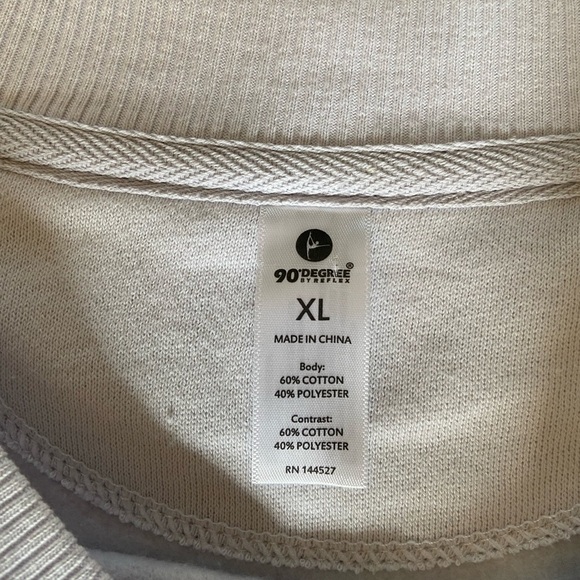 90°DEGREE®
BY REFLEX
XL
MADE IN CHINA
Body:
60% COTTON
40% POLYESTER
Contrast:
60% COTTON
40% POLYESTER
RN 144527